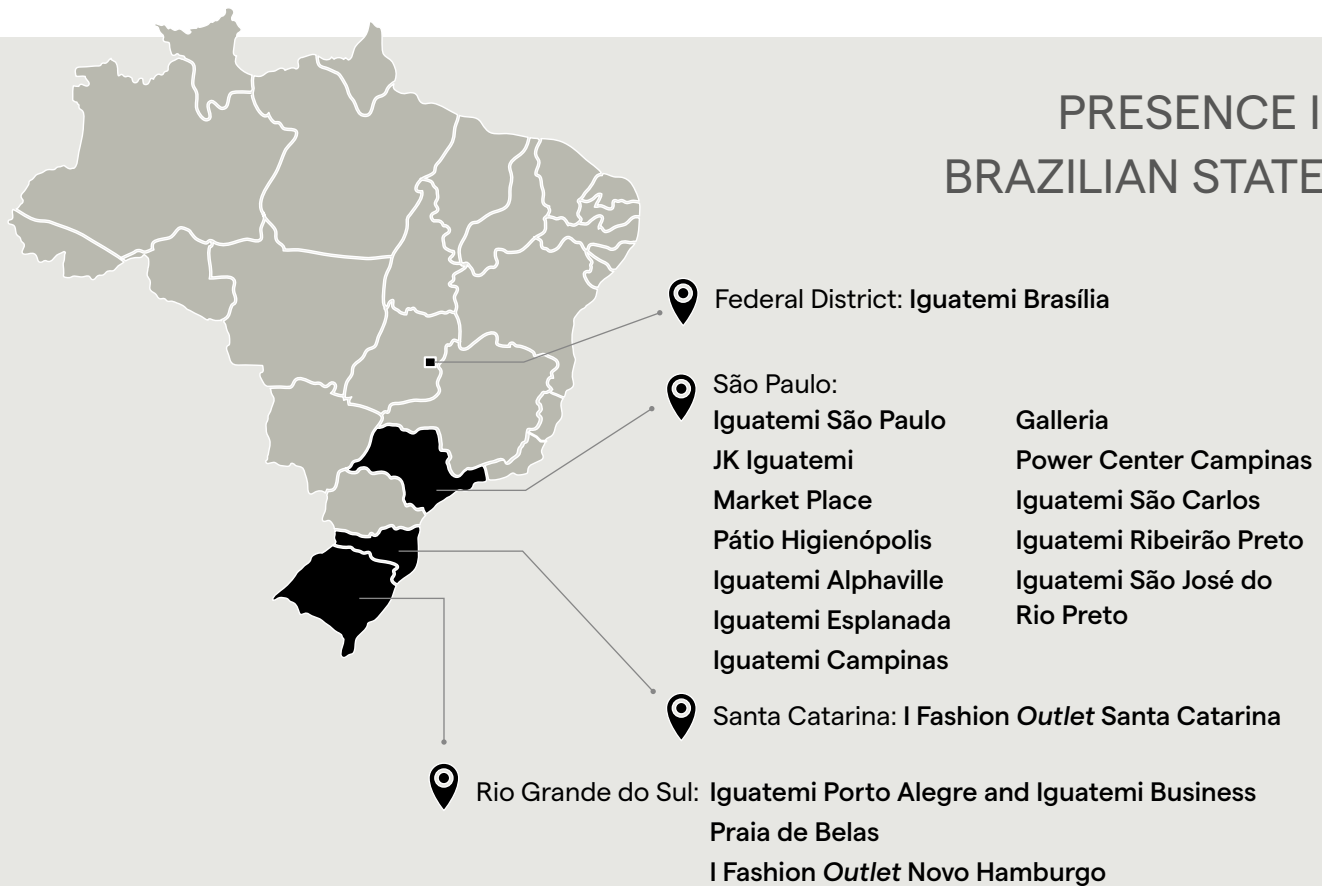 PRESENCE I
BRAZILIAN STATE
Federal District: Iguatemi Brasília
São Paulo:
Iguatemi São Paulo
JK Iguatemi
Market Place
Pátio Higienópolis
Iguatemi Alphaville
Iguatemi Esplanada
Iguatemi Campinas
Galleria
Power Center Campinas
Iguatemi São Carlos
Iguatemi Ribeirão Preto
Iguatemi São José do
Rio Preto
Santa Catarina: I Fashion Outlet Santa Catarina
Rio Grande do Sul: Iguatemi Porto Alegre and Iguatemi Business
Praia de Belas
I Fashion Outlet Novo Hamburgo